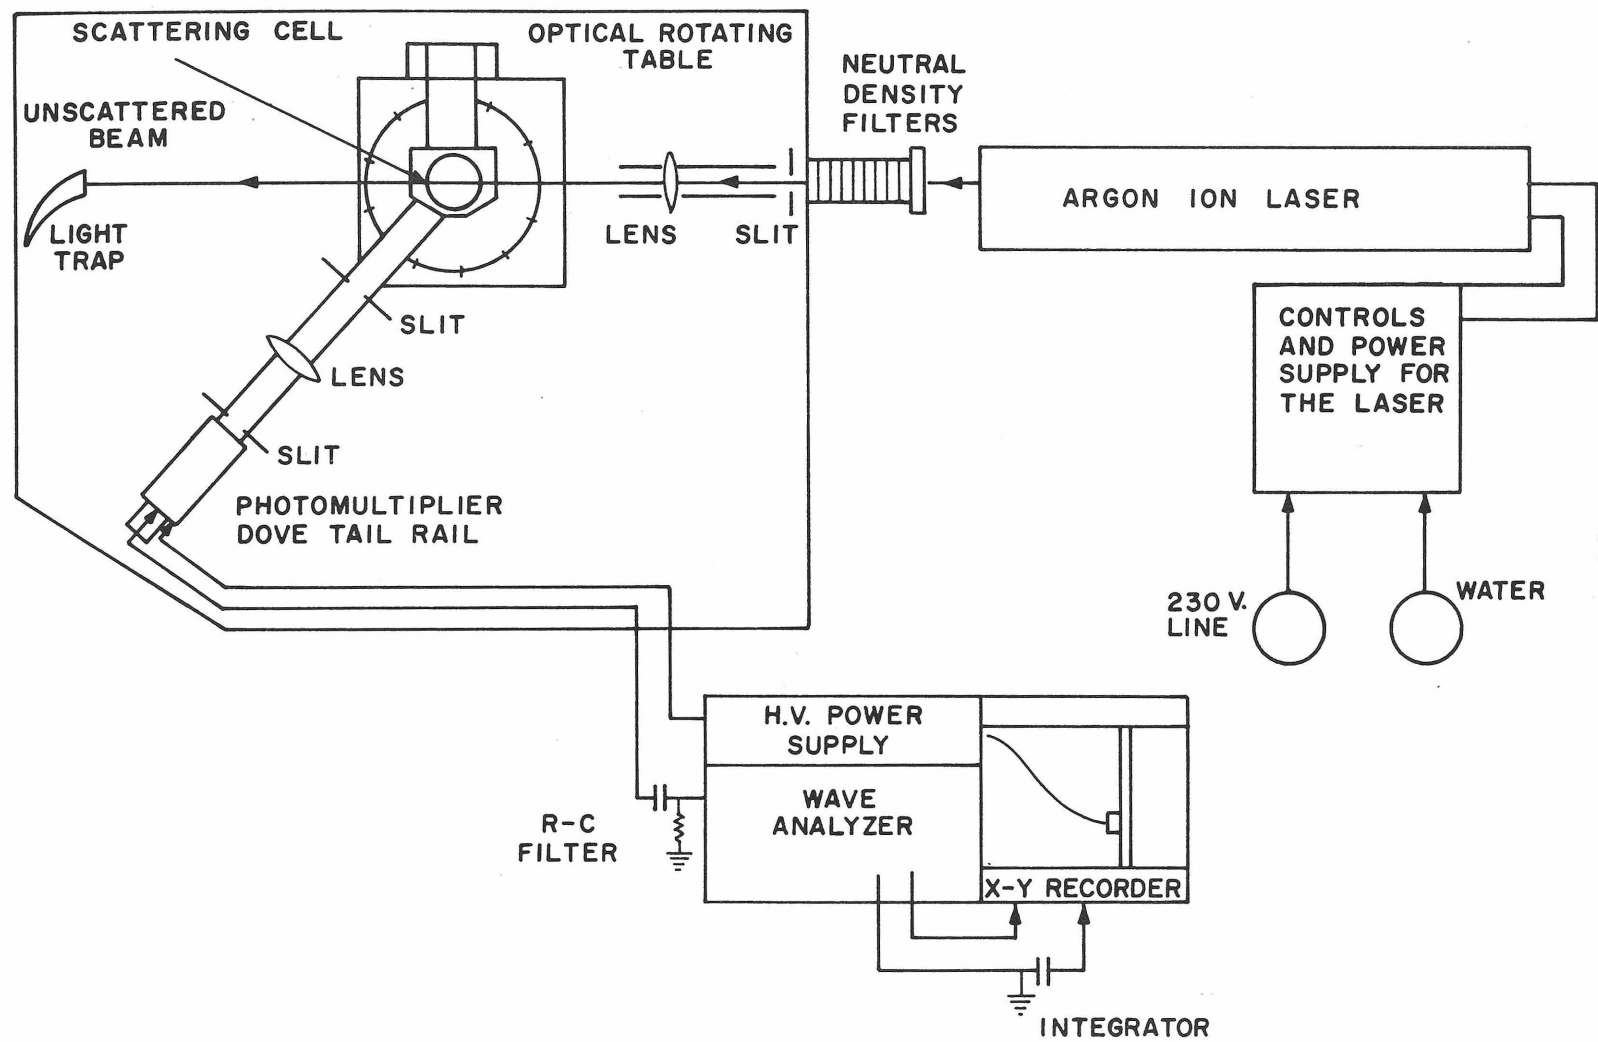 SCATTERING CELL
OPTICAL ROTATING
TABLE
NEUTRAL
DENSITY
FILTERS
UNSCATTERED
BEAM
LIGHT
TRAP
LENS
SLIT
ARGON ION LASER
SLIT
LENS
SLIT
CONTROLS
AND POWER
SUPPLY FOR
THE LASER
PHOTOMULTIPLIER
DOVE TAIL RAIL
230 V.
LINE
WATER
H.V. POWER
SUPPLY
WAVE
ANALYZER
R-C
FILTER
X-Y RECORDER
INTEGRATOR